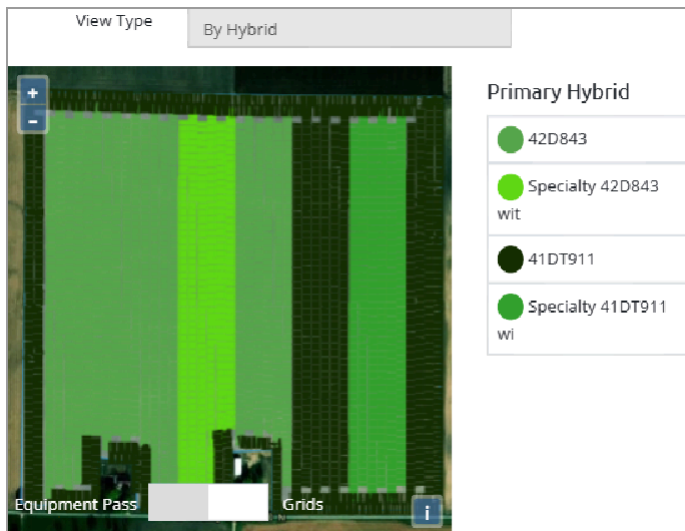 View Type
By Hybrid
+
-
Primary Hybrid
42D843
Specialty 42D843
wit
41DT911
Specialty 41DT911
wi
Equipment Pass
Grids
i